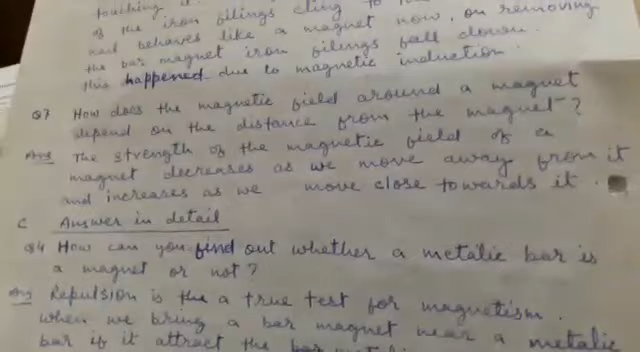 touching it.
of the iron filings cling to
nail behaves like a magnet now, on removing
the bar magnet iron filings fall down.
this happened due to magnetic induction.
Q7 How does the magnetic field around a magnet
depend on the distance from the magnet?
Ans The strength of the magnetic field of a
magnet decreases as we move away from it
and increases as we move close towards it.
C Answer in detail
Q4 How can you find out whether a metalic bar is
a magnet or not?
Ans Repulsion is the a true test for magnetism.
when we bring a bar magnet near a metalic
bar if it attract the bar